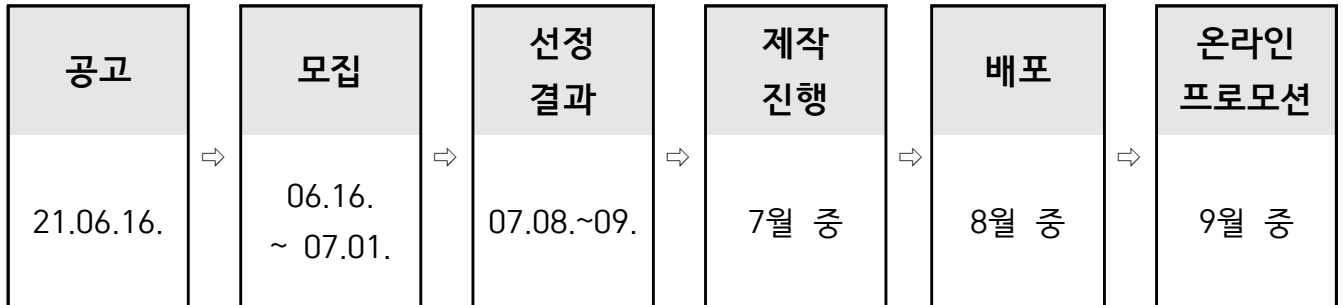 공고
모집
선정
결과
제작
진행
배포
온라인
프로모션
⇨
⇨
⇨
⇨
⇨
21.06.16.
06.16.
~ 07.01.
07.08.~09.
7월 중
8월 중
9월 중